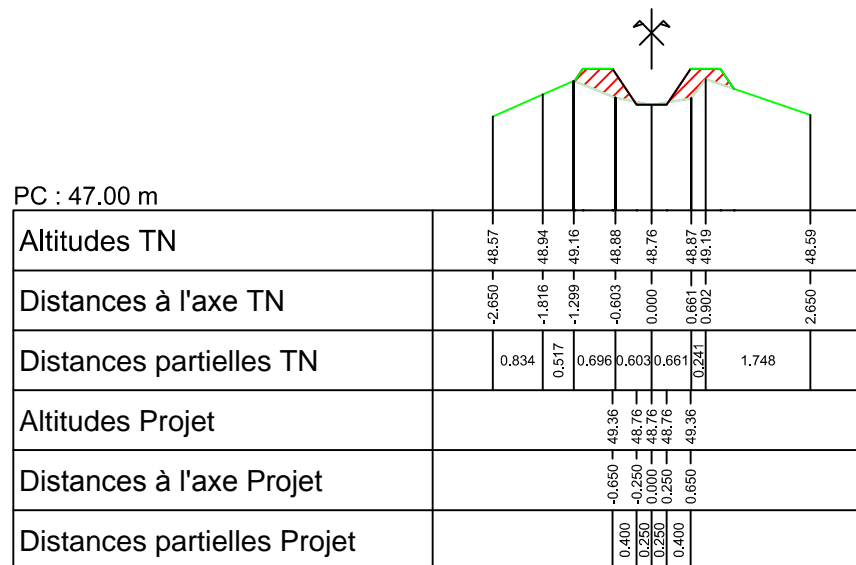 PC : 47.00 m
Altitudes TN 48.57 48.94 49.16 48.88 48.76 48.87 49.19 48.59
Distances à l'axe TN -2.650 -1.816 -1.299 -0.603 0.000 0.661 0.902 2.650
Distances partielles TN 0.834 0.517 0.696 0.603 0.661 0.241 1.748
Altitudes Projet 49.36 48.76 48.76 48.76 49.36
Distances à l'axe Projet -0.650 -0.250 0.000 0.250 0.650
Distances partielles Projet 0.400 0.250 0.250 0.400